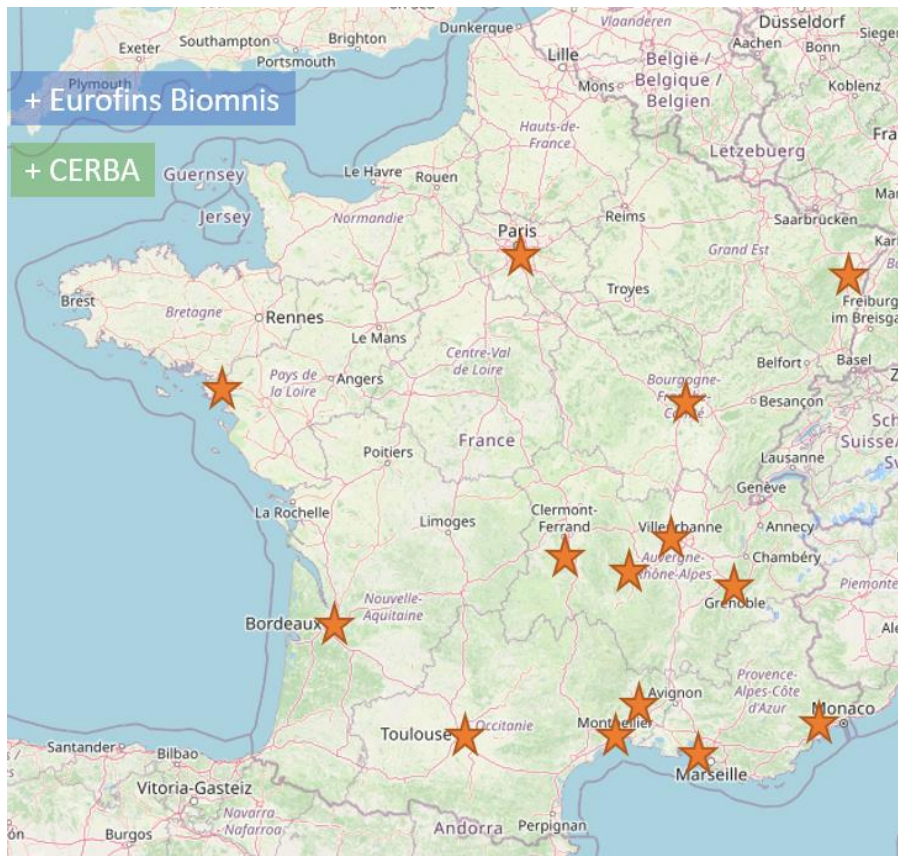 Düsseldorf
Dunkerque
Vlaanderen
Exeter
Southampton
Brighton
Portsmouth
Aachen
Bonn
Lille
België /
Belgique /
Belgien
Mons
Koblenz
Plymouth
+ Eurofins Biomnis
Hauts-de-
France
Letzebuerg
+ CERBA
Guernsey
Le Havre
Rouen
Jersey
Normandie
Reims
Saarbrücken
Paris
Grand Est
Troyes
Freiburg
im Breisga
Brest
Bretagne
Rennes
Le Mans
Centre-Val
de Loire
Belfort
Basel
Pays de
la Loire
Angers
Bourgogne-
Besançon
France
Poitiers
Lausanne
Suisse/
Genève
La Rochelle
Limoges
Clermont-
Ferrand
Annecy
Auvergne-
Rhône-Alpes
Chambéry
Grenoble
Piemonte
Nouvelle-
Aquitaine
Bordeaux
Avignon
Provence-
Alpes-Côte
d'Azur
Monaco
Toulouse
Occitanie
Marseille
Santander
Bilbao
Vitoria-Gasteiz
Navarra
- Nafarroa
Burgos
Andorra
Perpignan